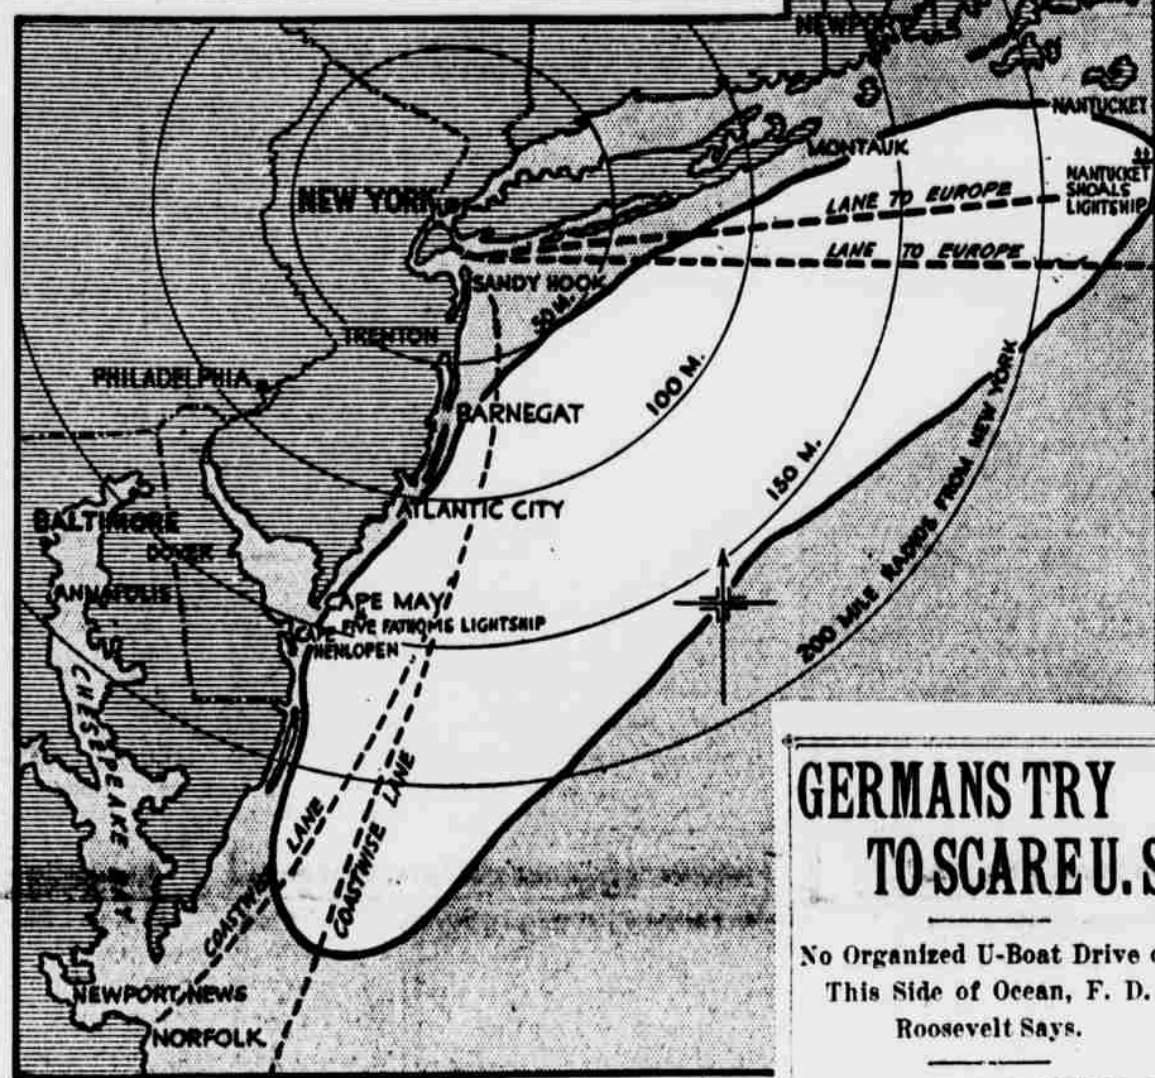 NEWPORT
NANTUCKET
MONTAUK
NANTUCKET
SHOALS
LIGHTSHIP
LANE TO EUROPE
NEW YORK
LANE TO EUROPE
SANDY HOOK
50 M.
TRENTON
PHILADELPHIA
100 M.
BARNEGAT
150 M.
200 MILE RADIUS FROM NEW YORK
ATLANTIC CITY
BALTIMORE
DOVER
ANNAPOLIS
CAPE MAY
FIVE FATHOMS LIGHTSHIP
CAPE
HENLOPEN
CHESEPEAKE BAY
COASTWISE LANE
COASTWISE LANE
NEWPORT NEWS
NORFOLK
GERMANS TRY
TO SCARE U. S
No Organized U-Boat Drive
This Side of Ocean, F. D.
Roosevelt Says.